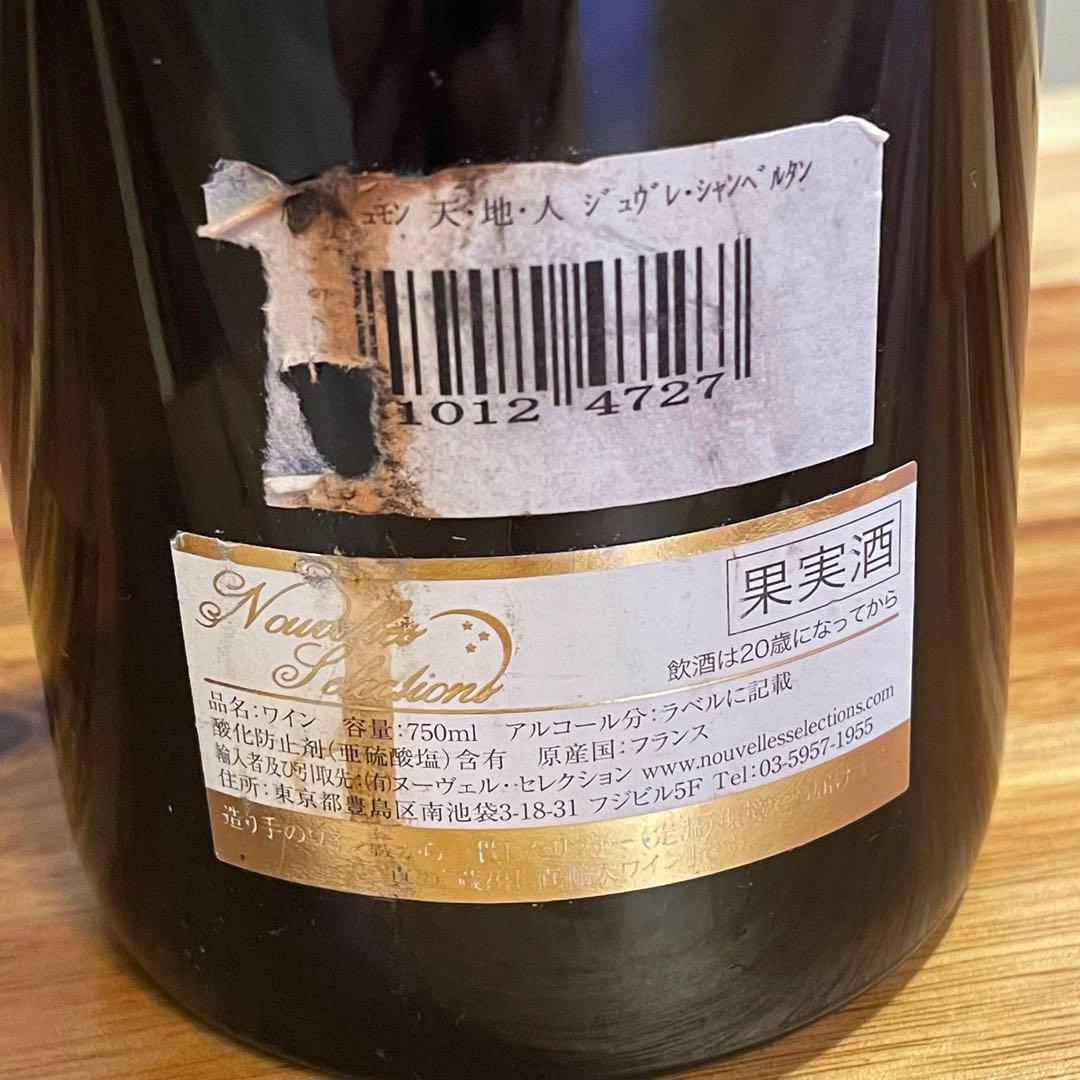 ュモン 天・地・人 ジュヴレ・シャンベルタン
1012 4727
Nouvelles
Selections
果実酒
飲酒は20歳になってから
品名:ワイン 容量:750ml アルコール分:ラベルに記載
酸化防止剤(亜硫酸塩)含有 原産国:フランス
輸入者及び引取先:(有)ヌーヴェル・セレクション www.nouvellesselections.com
住所:東京都豊島区南池袋3-18-31 フジビル5F Tel:03-5957-1955
造り手の
ワイン